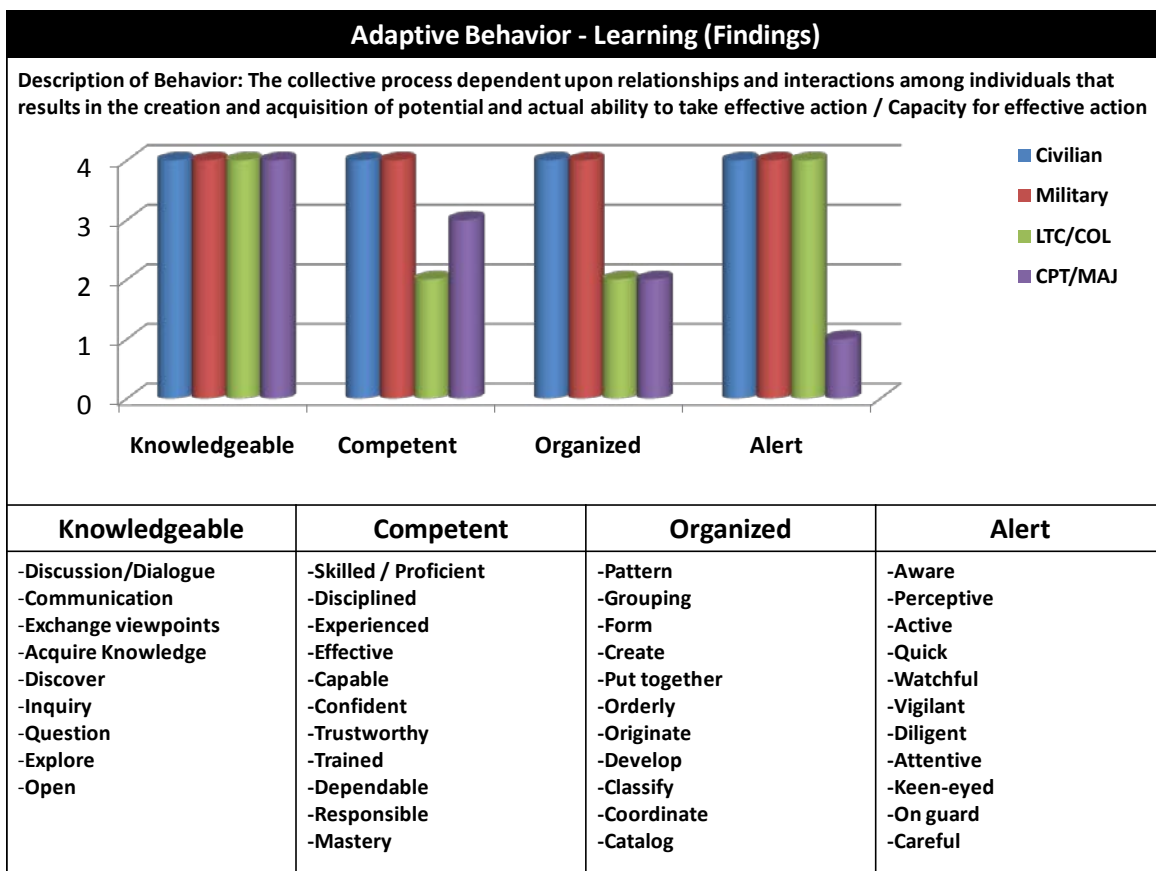 Adaptive Behavior - Learning (Findings)
Description of Behavior: The collective process dependent upon relationships and interactions among individuals that
results in the creation and acquisition of potential and actual ability to take effective action / Capacity for effective action
4
3
2
1
0
Knowledgeable Competent Organized Alert
Civilian
Military
LTC/COL
CPT/MAJ
Knowledgeable
-Discussion/Dialogue
-Communication
-Exchange viewpoints
-Acquire Knowledge
-Discover
-Inquiry
-Question
-Explore
-Open
Competent
-Skilled / Proficient
-Disciplined
-Experienced
-Effective
-Capable
-Confident
-Trustworthy
-Trained
-Dependable
-Responsible
-Mastery
Organized
-Pattern
-Grouping
-Form
-Create
-Put together
-Orderly
-Originate
-Develop
-Classify
-Coordinate
-Catalog
Alert
-Aware
-Perceptive
-Active
-Quick
-Watchful
-Vigilant
-Diligent
-Attentive
-Keen-eyed
-On guard
-Careful